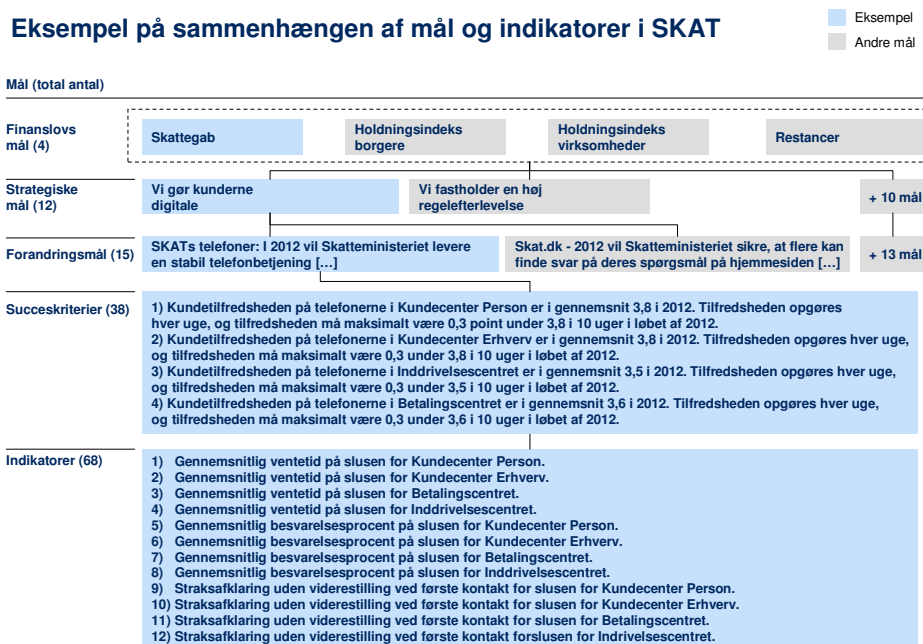 Eksempel på sammenhængen af mål og indikatorer i SKAT
Eksempel
Andre mål
Mål (total antal)
Finanslovs
mål (4)
Skattegab
Holdningsindeks
borgere
Holdningsindeks
virksomheder
Restancer
Strategiske
mål (12)
Vi gør kunderne
digitale
Vi fastholder en høj
regelefterlevelse
+ 10 mål
Forandringsmål (15)
SKATs telefoner: I 2012 vil Skatteministeriet levere
en stabil telefonbetjening [...]
Skat.dk - 2012 vil Skatteministeriet sikre, at flere kan
finde svar på deres spørgsmål på hjemmesiden [...]
+ 13 mål
Succeskriterier (38)
1) Kundetilfredsheden på telefonerne i Kundecenter Person er i gennemsnit 3,8 i 2012. Tilfredsheden opgøres
hver uge, og tilfredsheden må maksimalt være 0,3 point under 3,8 i 10 uger i løbet af 2012.
2) Kundetilfredsheden på telefonerne i Kundecenter Erhverv er i gennemsnit 3,8 i 2012. Tilfredsheden opgøres hver uge,
og tilfredsheden må maksimalt være 0,3 under 3,8 i 10 uger i løbet af 2012.
3) Kundetilfredsheden på telefonerne i Inddrivelsescentret er i gennemsnit 3,5 i 2012. Tilfredsheden opgøres hver uge,
og tilfredsheden må maksimalt være 0,3 under 3,5 i 10 uger i løbet af 2012.
4) Kundetilfredsheden på telefonerne i Betalingscentret er i gennemsnit 3,6 i 2012. Tilfredsheden opgøres hver uge,
og tilfredsheden må maksimalt være 0,3 under 3,6 i 10 uger i løbet af 2012.
Indikatorer (68)
1) Gennemsnitlig ventetid på slusen for Kundecenter Person.
2) Gennemsnitlig ventetid på slusen for Kundecenter Erhverv.
3) Gennemsnitlig ventetid på slusen for Betalingscentret.
4) Gennemsnitlig ventetid på slusen for Inddrivelsescentret.
5) Gennemsnitlig besvarelsesprocent på slusen for Kundecenter Person.
6) Gennemsnitlig besvarelsesprocent på slusen for Kundecenter Erhverv.
7) Gennemsnitlig besvarelsesprocent på slusen for Betalingscentret.
8) Gennemsnitlig besvarelsesprocent på slusen for Inddrivelsescentret.
9) Straksafklaring uden viderestilling ved første kontakt for slusen for Kundecenter Person.
10) Straksafklaring uden viderestilling ved første kontakt for slusen for Kundecenter Erhverv.
11) Straksafklaring uden viderestilling ved første kontakt for slusen for Betalingscentret.
12) Straksafklaring uden viderestilling ved første kontakt forslusen for Indrivelsescentret.